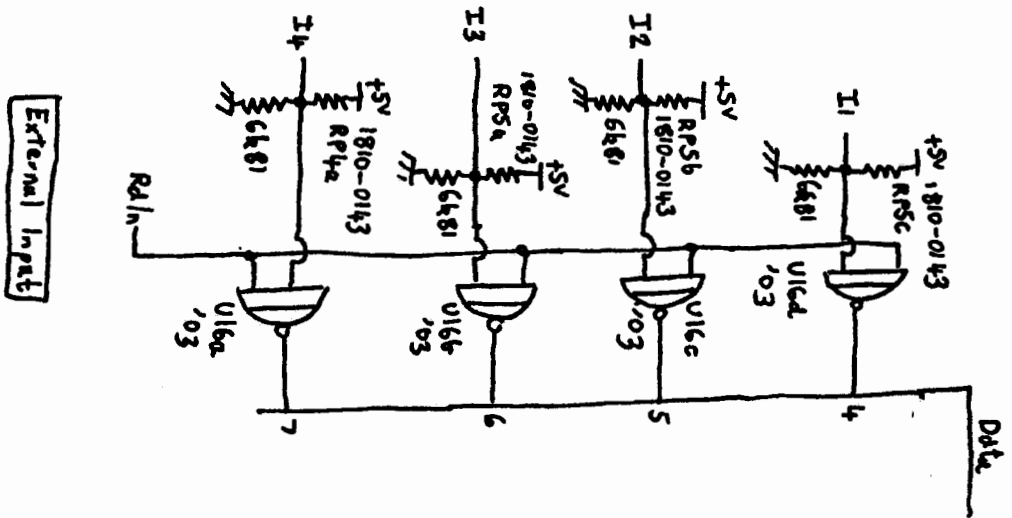 External Input
I1
+5V
1810-0143
RP5c
6k81
U16d
'03
4
I2
+5V
RP5b
1810-0143
6k81
U16c
'03
5
I3
+5V
1810-0143
RP5a
6k81
U16b
'03
6
I4
+5V
1810-0143
RP4a
6k81
U16a
'03
7
Rd/n
Data